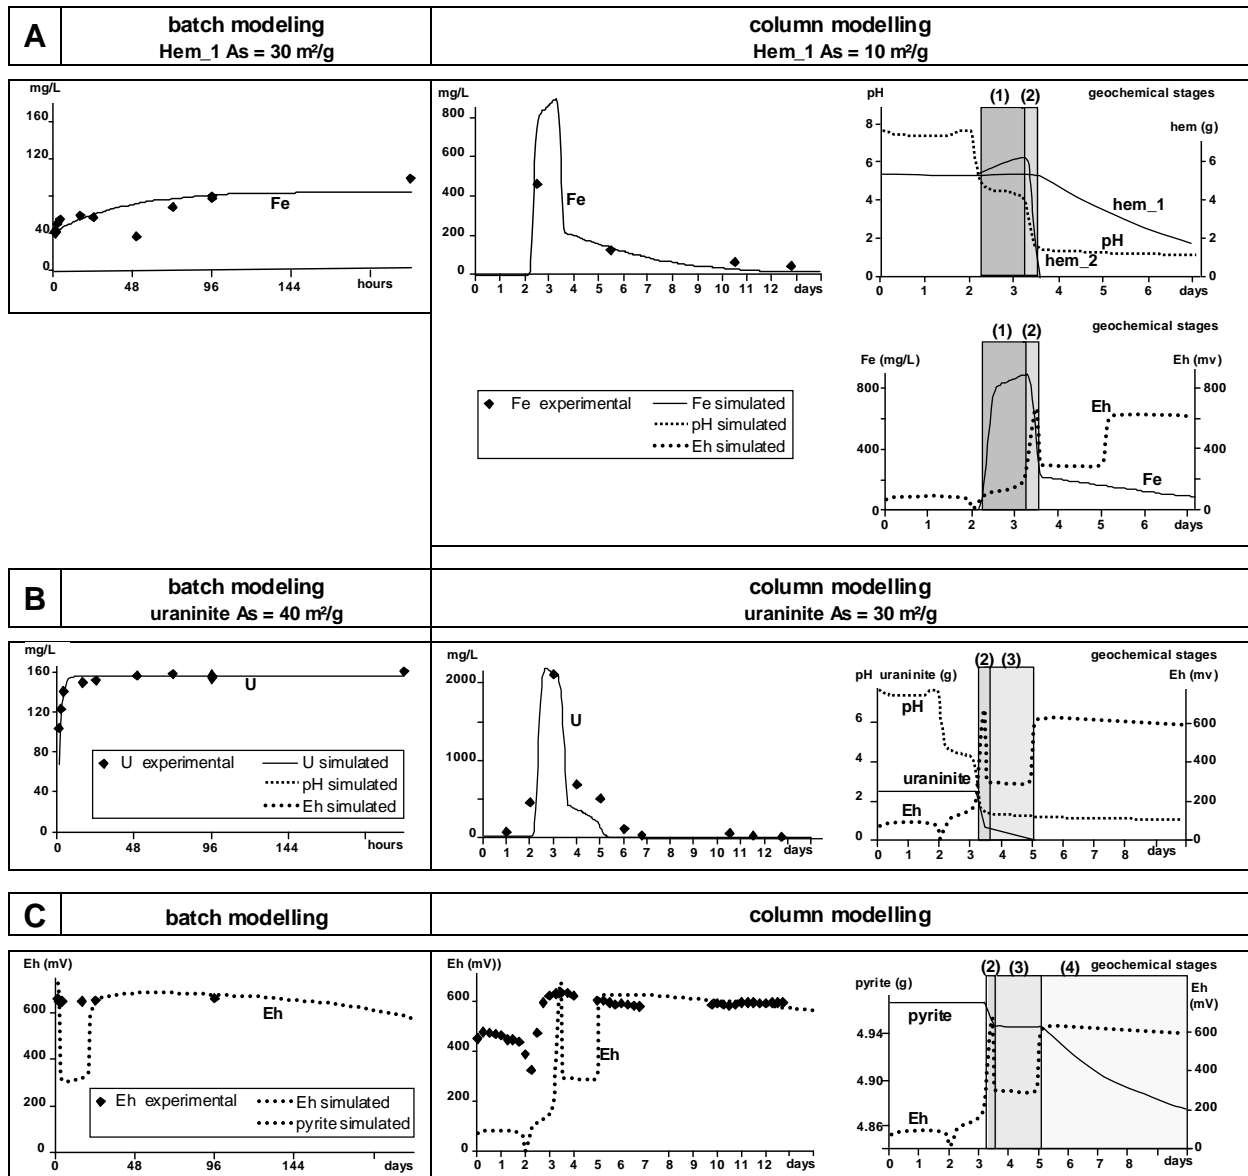 A
batch modeling
Hem_1 As = 30 m²/g
column modelling
Hem_1 As = 10 m²/g
mg/L
160
120
80
40
0
Fe
0 48 96 144 hours
mg/L
800
600
400
200
0
Fe
0 1 2 3 4 5 6 7 8 9 10 11 12 days
(1) (2) geochemical stages
pH
hem (g)
8
6
4
2
0
6
4
2
0
hem_1
pH
hem_2
0 1 2 3 4 5 6 days
geochemical stages
(1) (2)
Fe (mg/L)
Eh (mv)
800
400
0
800
400
0
Eh
Fe
0 1 2 3 4 5 6 days
Fe experimental
Fe simulated
pH simulated
Eh simulated
B
batch modeling
uraninite As = 40 m²/g
column modelling
uraninite As = 30 m²/g
mg/L
160
120
80
40
0
U
U experimental
U simulated
pH simulated
Eh simulated
0 48 96 144 hours
mg/L
2000
1000
0
U
0 1 2 3 4 5 6 7 8 9 10 11 12 days
geochemical stages
(2) (3)
pH uraninite (g)
Eh (mv)
pH
6
4
2
0
600
400
200
0
uraninite
Eh
0 1 2 3 4 5 6 7 8 days
C
batch modelling
column modelling
Eh (mV)
600
400
200
0
Eh
Eh experimental
Eh simulated
pyrite simulated
0 48 96 144 days
Eh (mV))
600
400
200
0
Eh
0 1 2 3 4 5 6 7 8 9 10 11 12 13 days
(2) (3) (4) geochemical stages
pyrite (g)
Eh
(mV)
pyrite
4.94
4.90
4.86
600
400
200
0
Eh
0 1 2 3 4 5 6 7 8 days